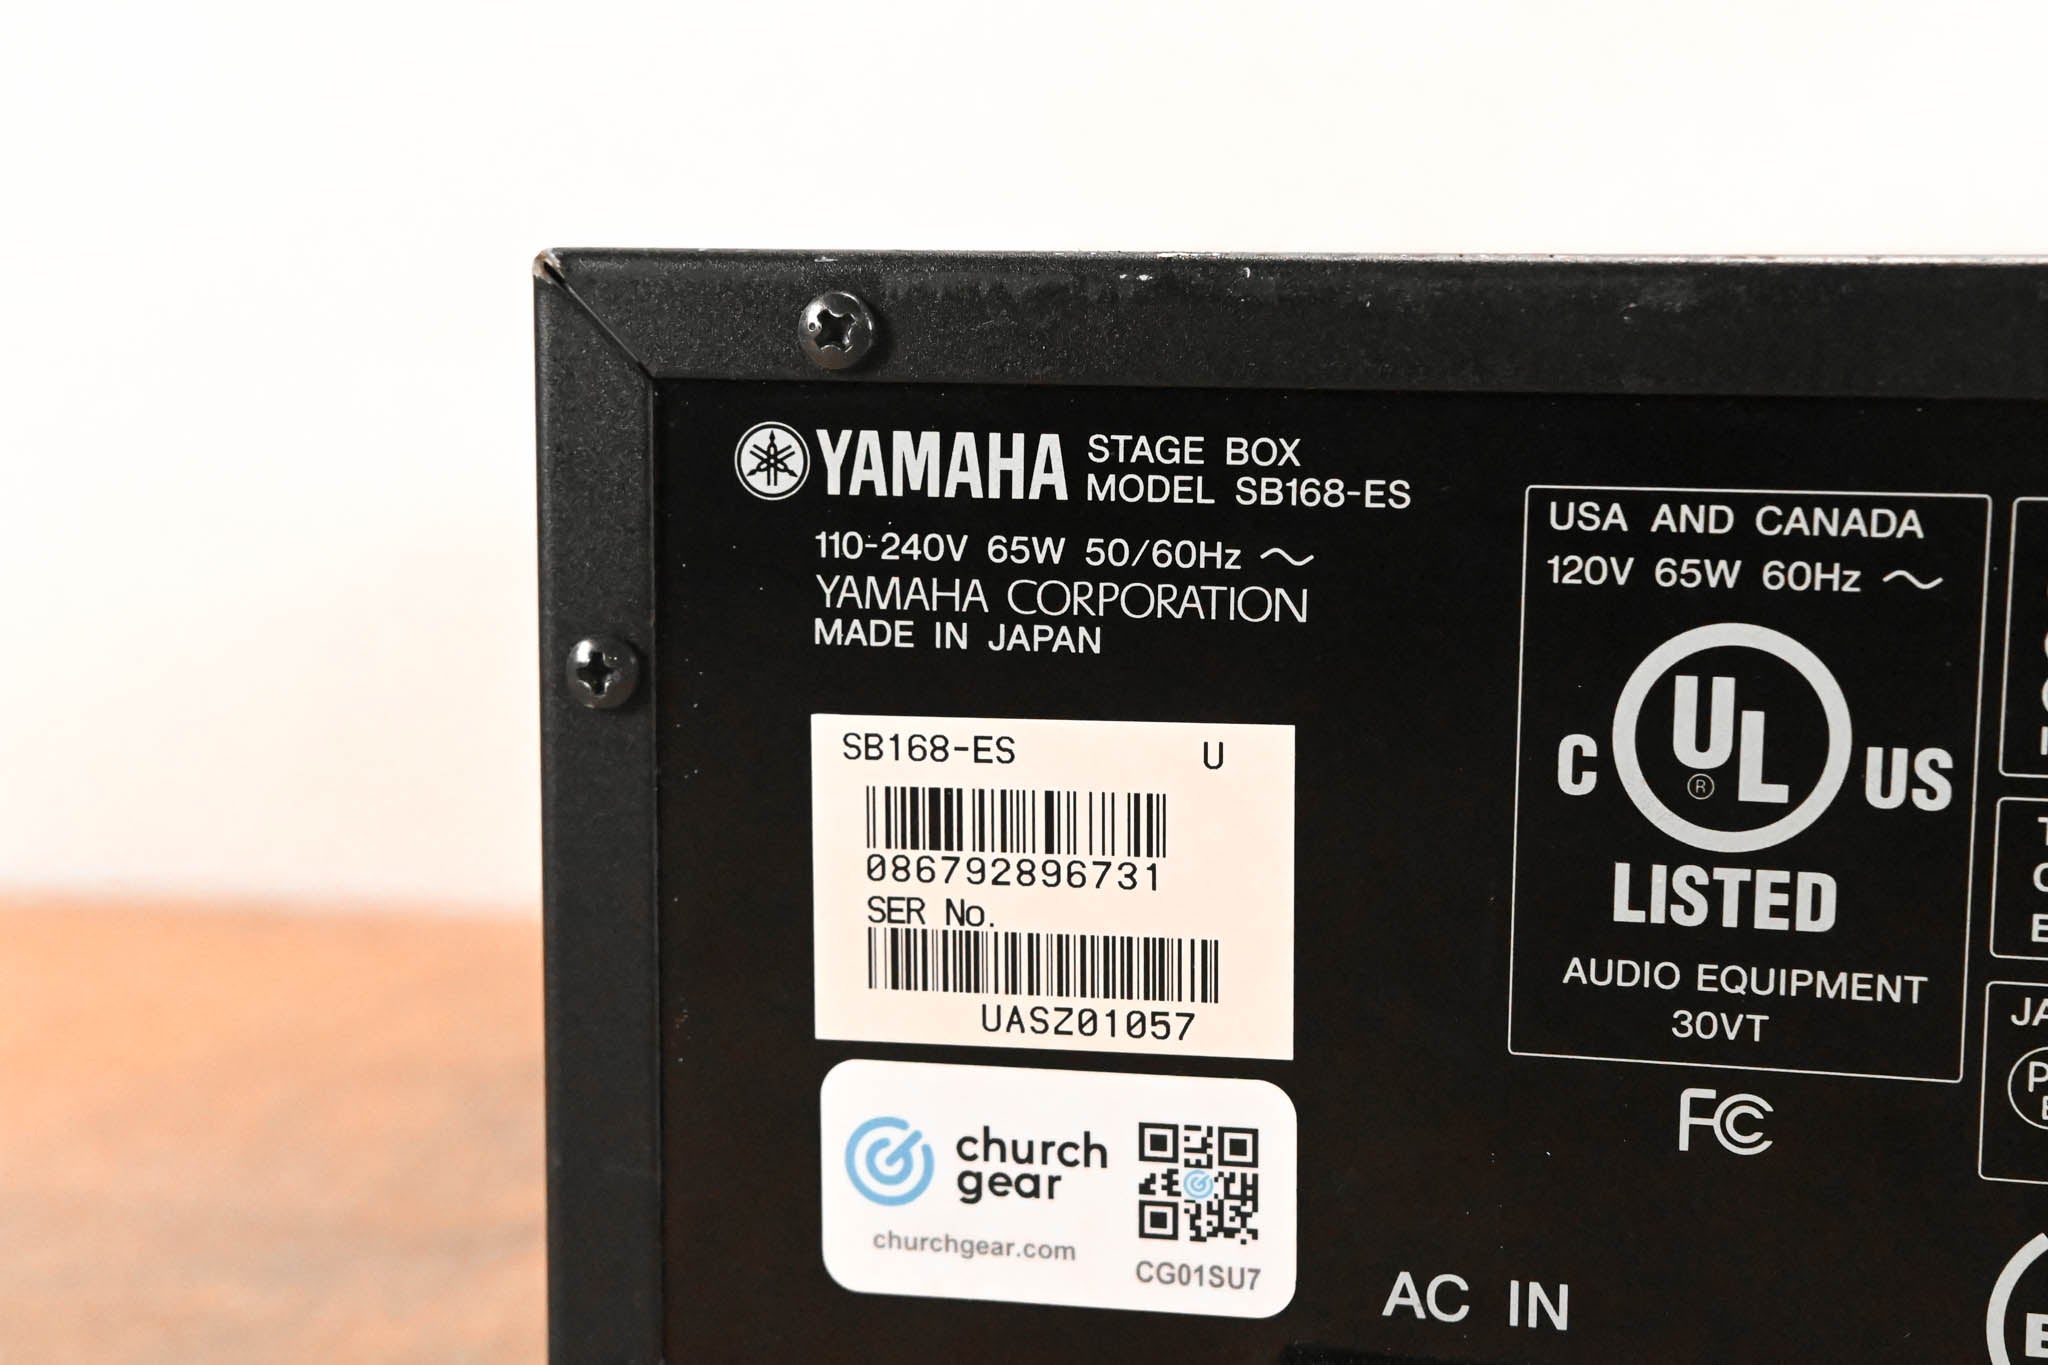 YAMAHA STAGE BOX
MODEL SB168-ES
110-240V 65W 50/60Hz ~
YAMAHA CORPORATION
MADE IN JAPAN
SB168-ES U
086792896731
SER No.
UASZ01057
church
gear
churchgear.com
CG01SU7
USA AND CANADA
120V 65W 60Hz ~
C UL US
®
LISTED
AUDIO EQUIPMENT
30VT
FC
AC IN